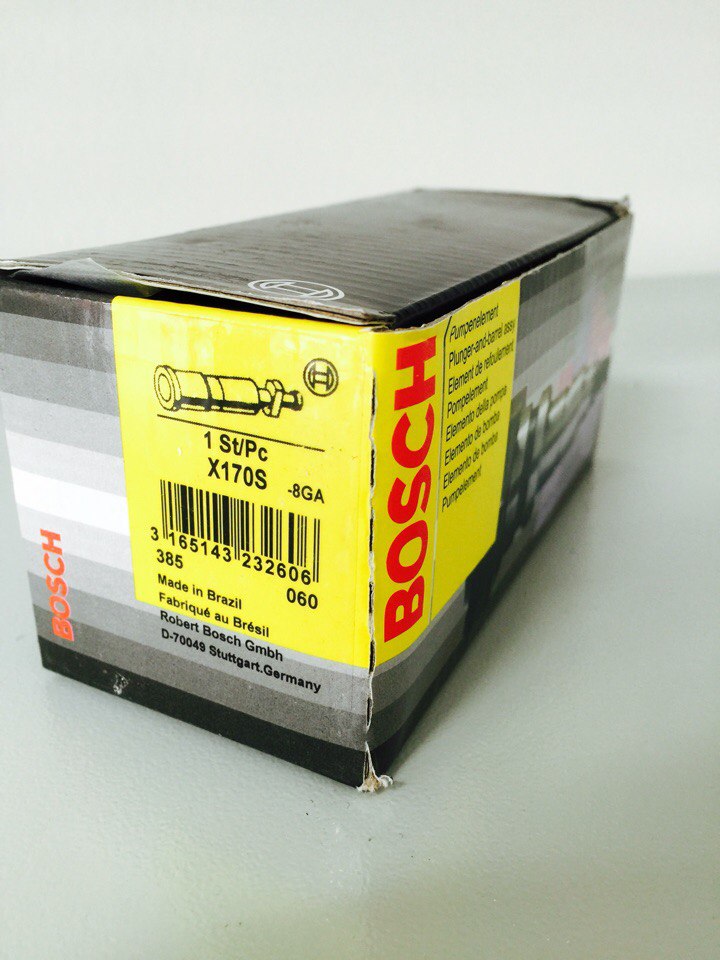 1 St/Pc
X170S -8GA
3 165143 232606
385 060
Made in Brazil
Fabriqué au Brésil
Robert Bosch Gmbh
D-70049 Stuttgart.Germany
BOSCH
BOSCH
Pumpenelement
Plunger-and-barrel assy
Element de refoulement
Pompelement
Elemento della pompa
Elemento de bomba
Elemento de bomba
Pumpelement